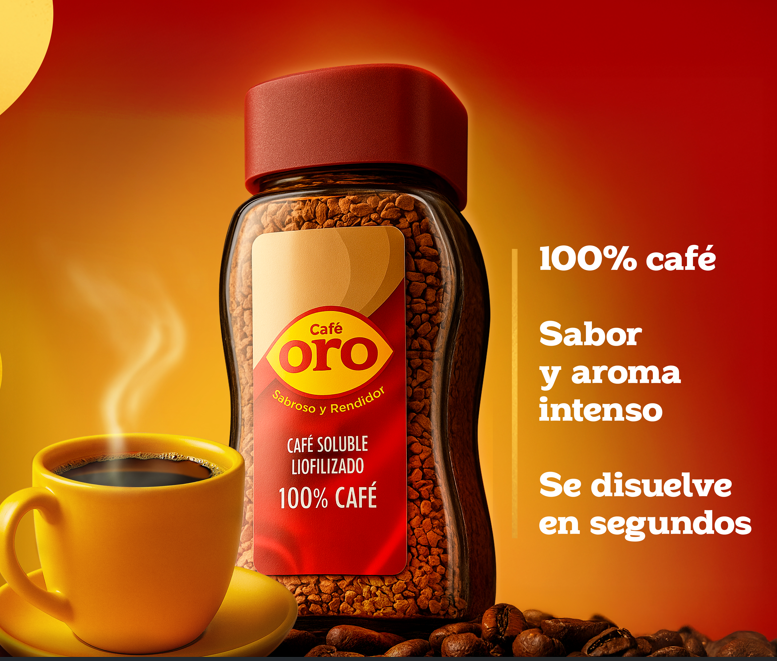 Café
oro
Sabroso y Rendidor
CAFÉ SOLUBLE
LIOFILIZADO
100% CAFÉ
100% café
Sabor
y aroma
intenso
Se disuelve
en segundos